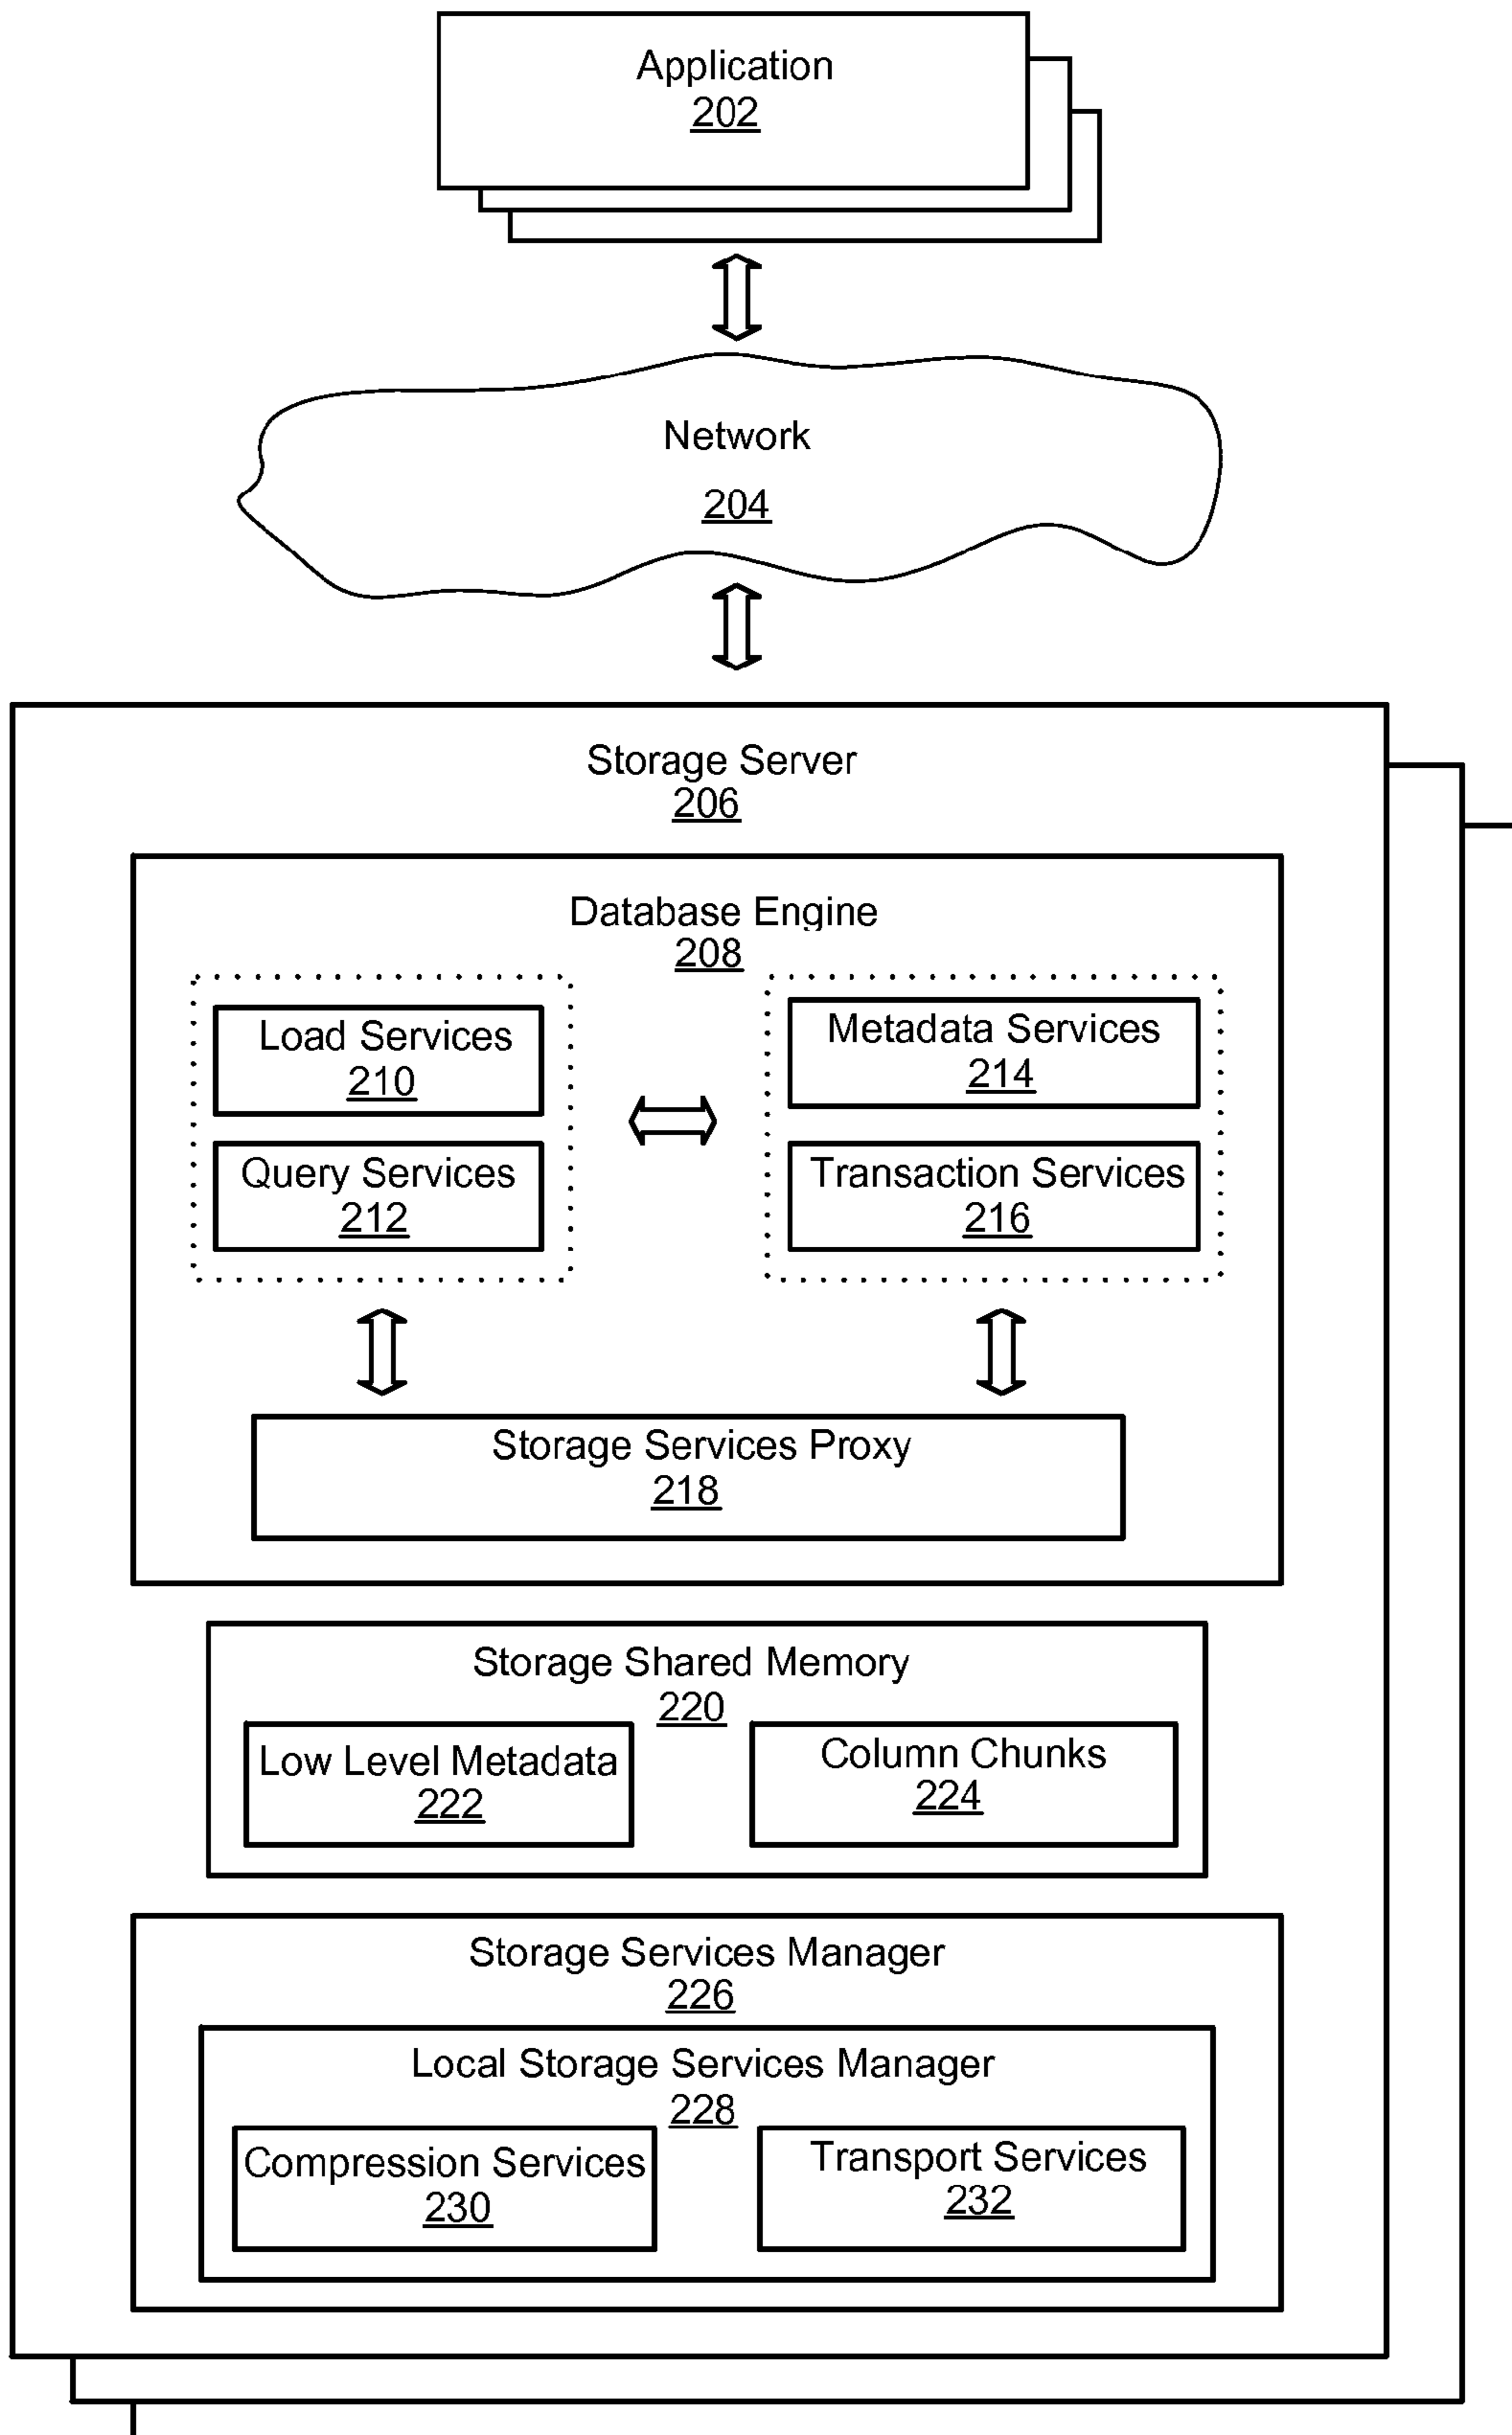 Application
202
Network
204
Storage Server
206
Database Engine
208
Load Services
210
Query Services
212
Metadata Services
214
Transaction Services
216
Storage Services Proxy
218
Storage Shared Memory
220
Low Level Metadata
222
Column Chunks
224
Storage Services Manager
226
Local Storage Services Manager
228
Compression Services
230
Transport Services
232